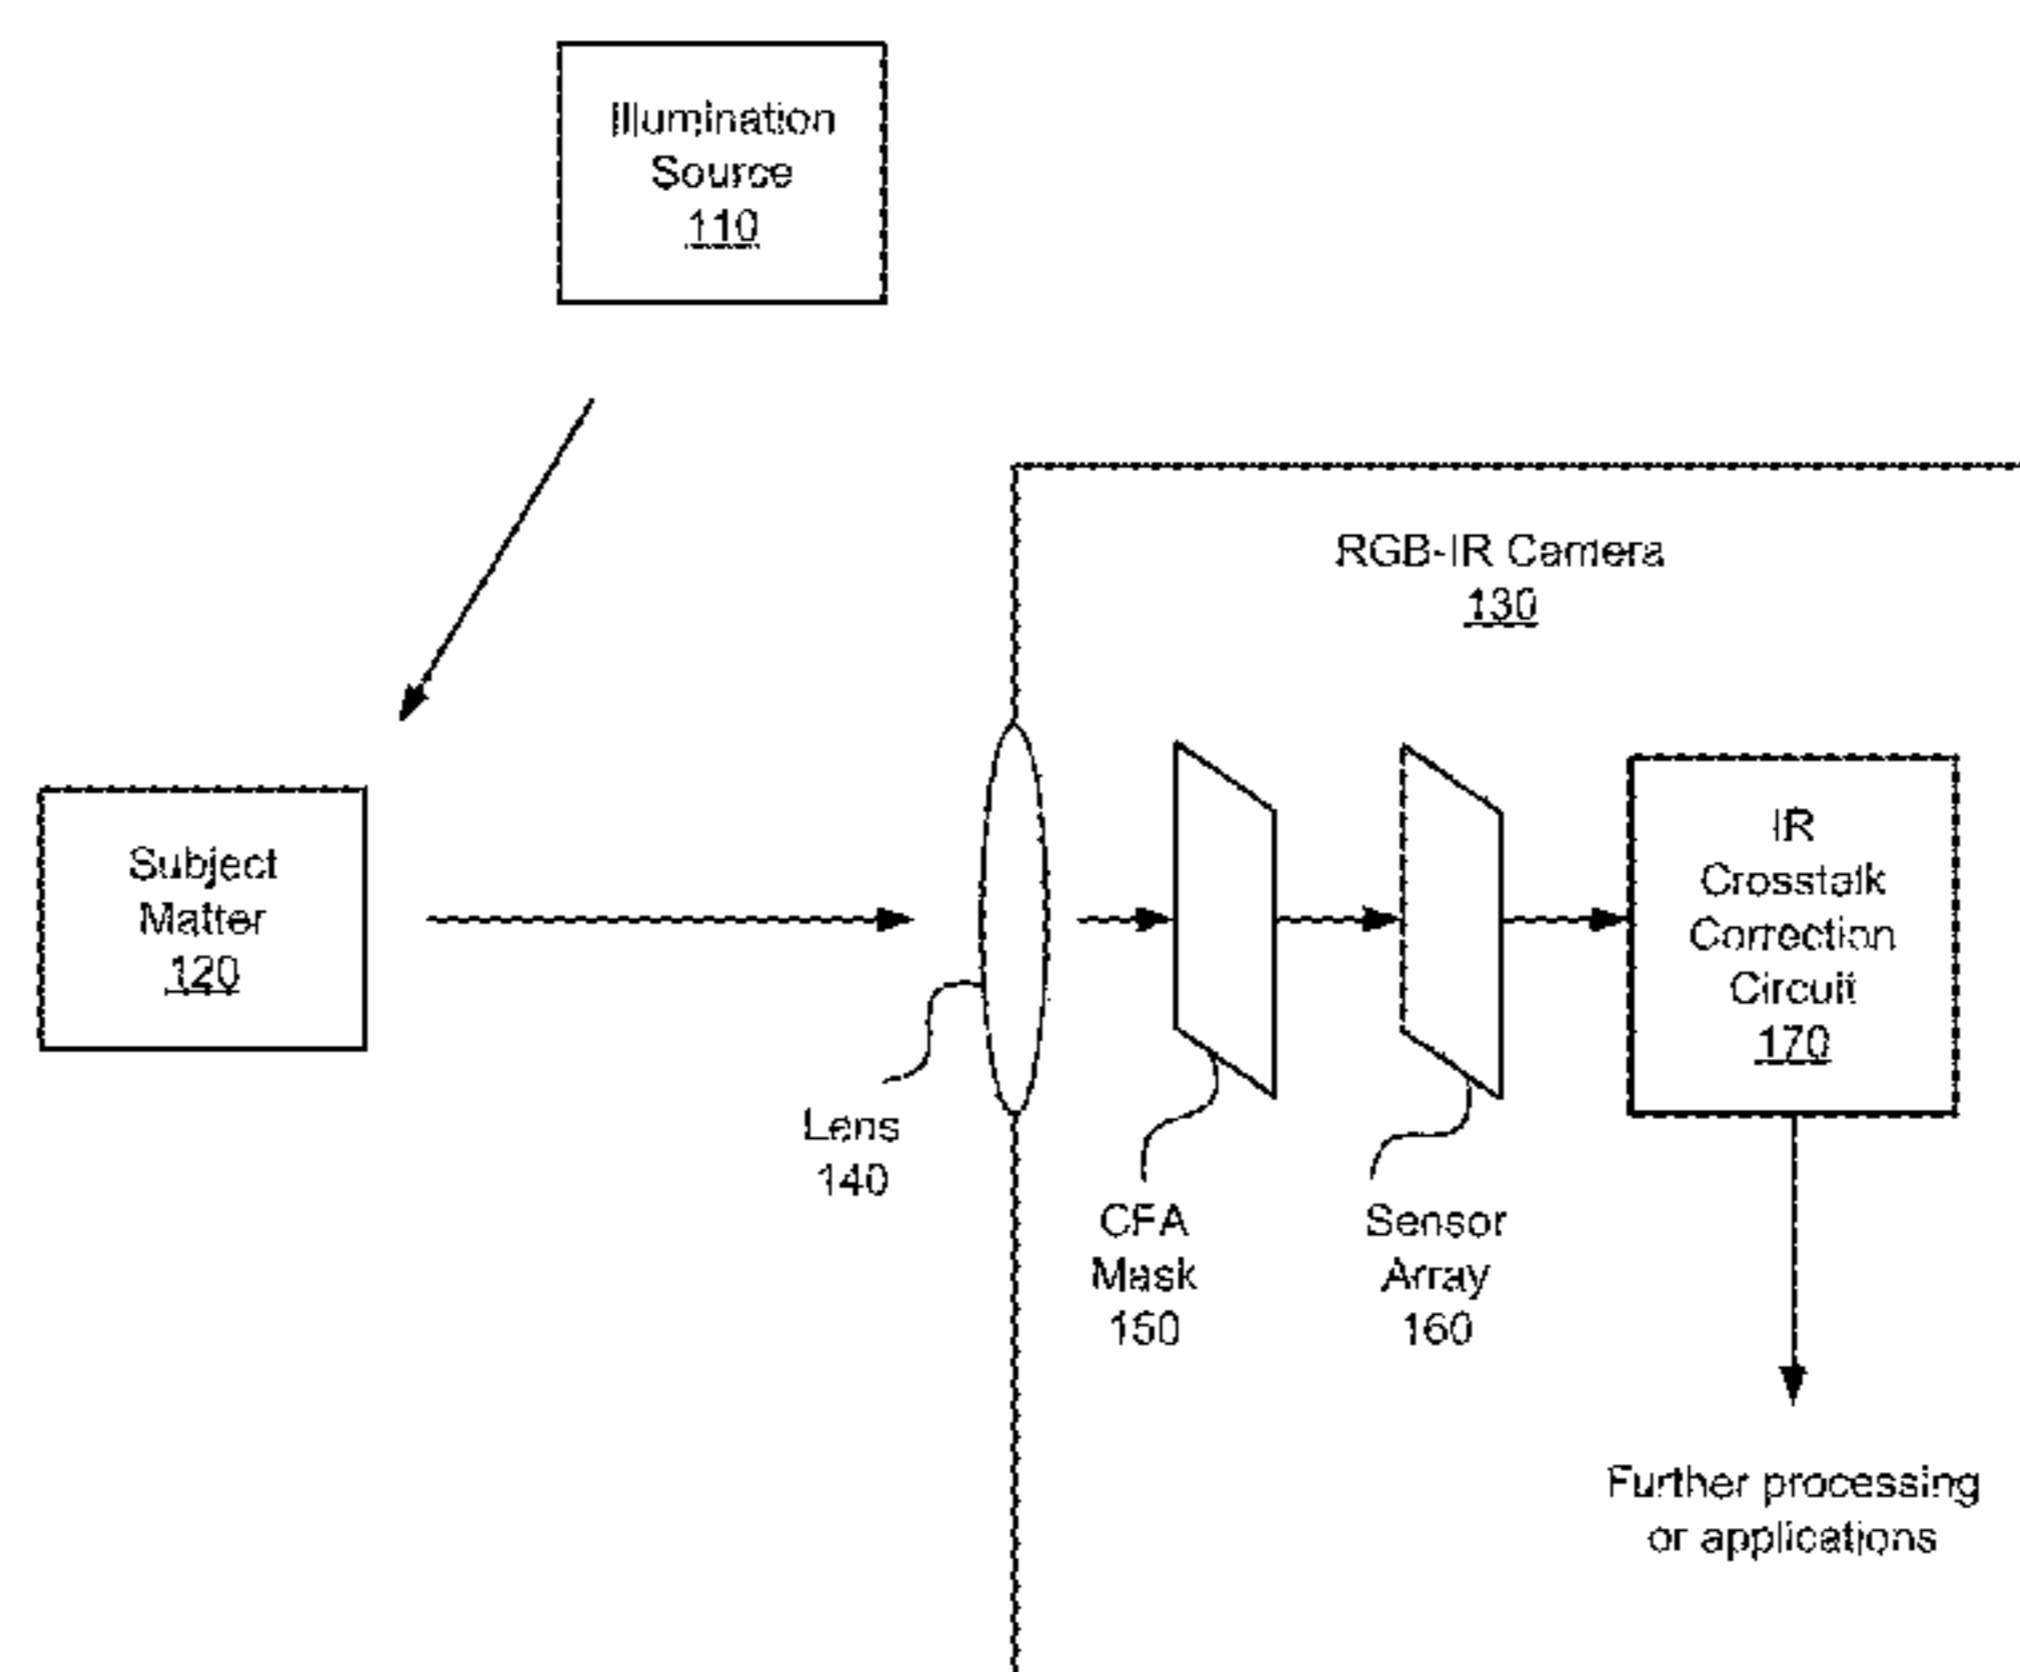 Illumination
Source
110
RGB-IR Camera
130
Subject
Matter
120
IR
Crosstalk
Correction
Circuit
170
Lens
140
CFA
Mask
150
Sensor
Array
160
Further processing
or applications